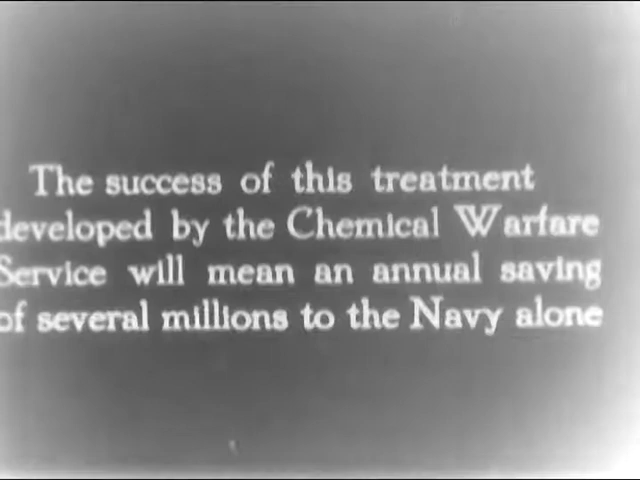 The success of this treatment
developed by the Chemical Warfare
Service will mean an annual saving
of several millions to the Navy alone